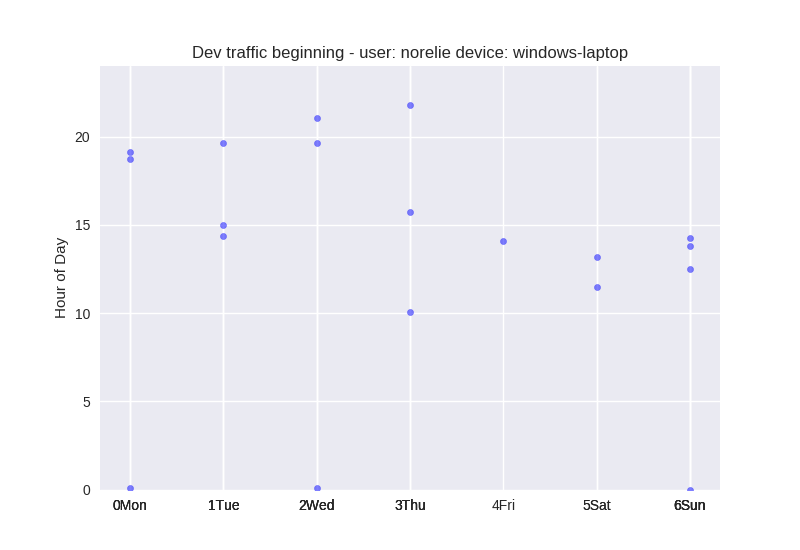 Dev traffic beginning - user: norelie device: windows-laptop
20
15
10
5
0
Hour of Day
0Mon 1Tue 2Wed 3Thu 4Fri 5Sat 6Sun